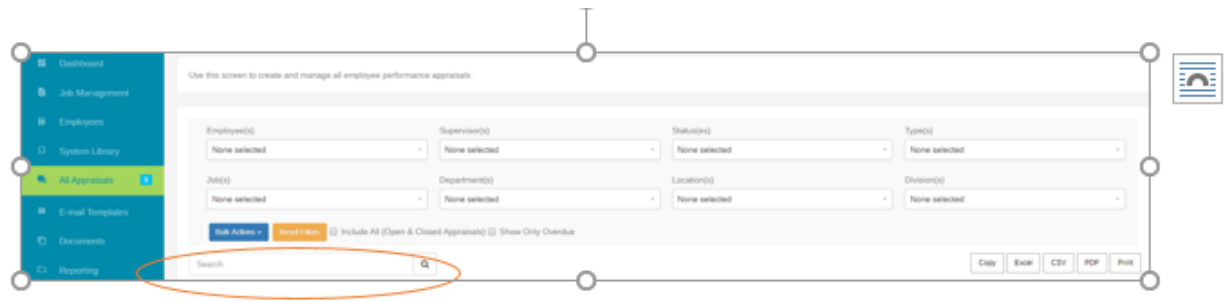 Dashboard
Use this screen to create and manage all employee performance appraisals.
Job Management
Employees
Employee(s) Supervisor(s) Status(es) Type(s)
None selected None selected None selected None selected
System Library
All Appraisals
Job(s) Department(s) Location(s) Division(s)
None selected None selected None selected None selected
E-mail Templates
Bulk Actions Reset Filters Include All (Open & Closed Appraisals) Show Only Overdue
Documents
Search Copy Excel CSV PDF Print
Reporting